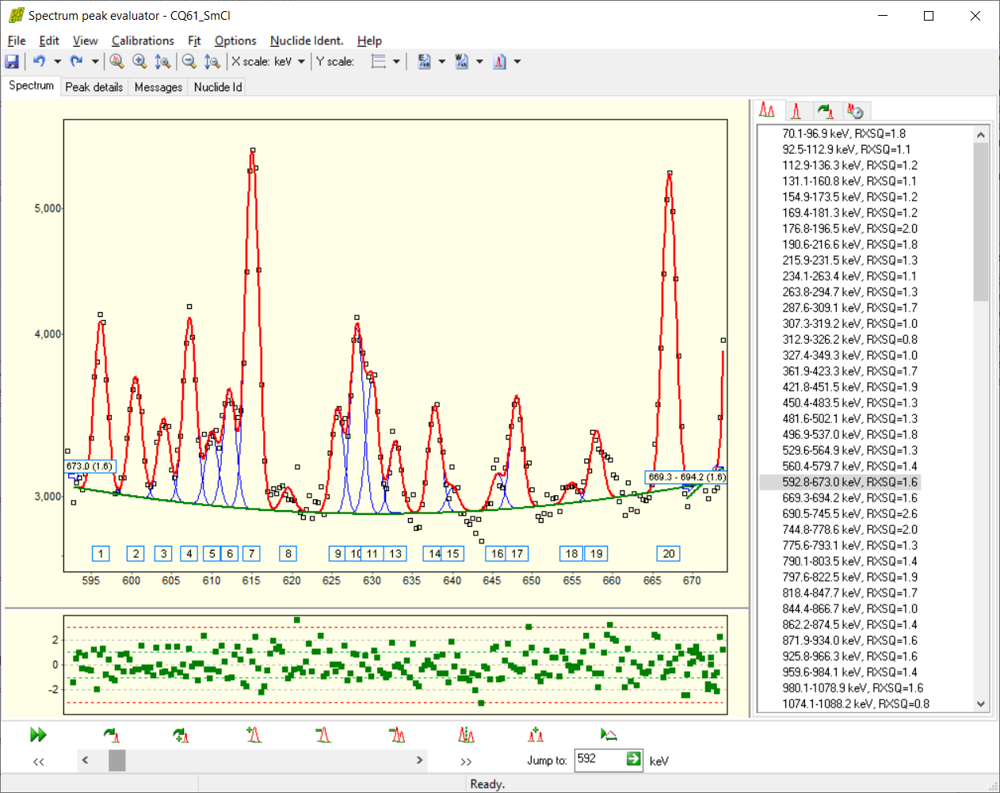 Spectrum peak evaluator - CQ61_SmCl
File Edit View Calibrations Fit Options Nuclide Ident. Help
X scale: keV Y scale:
Spectrum Peak details Messages Nuclide Id
5,000
4,000
3,000
673.0 (1.6)
669.3 - 694.2 (1.6)
1 2 3 4 5 6 7 8 9 10 11 13 14 15 16 17 18 19 20
595 600 605 610 615 620 625 630 635 640 645 650 655 660 665 670
2
0
-2
70.1-96.9 keV, RXSQ=1.8
92.5-112.9 keV, RXSQ=1.1
112.9-136.3 keV, RXSQ=1.2
131.1-160.8 keV, RXSQ=1.1
154.9-173.5 keV, RXSQ=1.2
169.4-181.3 keV, RXSQ=1.2
176.8-196.5 keV, RXSQ=2.0
190.6-216.6 keV, RXSQ=1.8
215.9-231.5 keV, RXSQ=1.3
234.1-263.4 keV, RXSQ=1.1
263.8-294.7 keV, RXSQ=1.3
287.6-309.1 keV, RXSQ=1.7
307.3-319.2 keV, RXSQ=1.0
312.9-326.2 keV, RXSQ=0.8
327.4-349.3 keV, RXSQ=1.0
361.9-423.3 keV, RXSQ=1.7
421.8-451.5 keV, RXSQ=1.9
450.4-483.5 keV, RXSQ=1.3
481.6-502.1 keV, RXSQ=1.3
496.9-537.0 keV, RXSQ=1.8
529.6-564.9 keV, RXSQ=1.3
560.4-579.7 keV, RXSQ=1.4
592.8-673.0 keV, RXSQ=1.6
669.3-694.2 keV, RXSQ=1.6
690.5-745.5 keV, RXSQ=2.6
744.8-778.6 keV, RXSQ=2.0
775.6-793.1 keV, RXSQ=1.3
790.1-803.5 keV, RXSQ=1.4
797.6-822.5 keV, RXSQ=1.9
818.4-847.7 keV, RXSQ=1.7
844.4-866.7 keV, RXSQ=1.0
862.2-874.5 keV, RXSQ=1.4
871.9-934.0 keV, RXSQ=1.6
925.8-966.3 keV, RXSQ=1.6
959.6-984.1 keV, RXSQ=1.4
980.1-1078.9 keV, RXSQ=1.6
1074.1-1088.2 keV, RXSQ=0.8
<< >> Jump to: 592 keV
Ready.